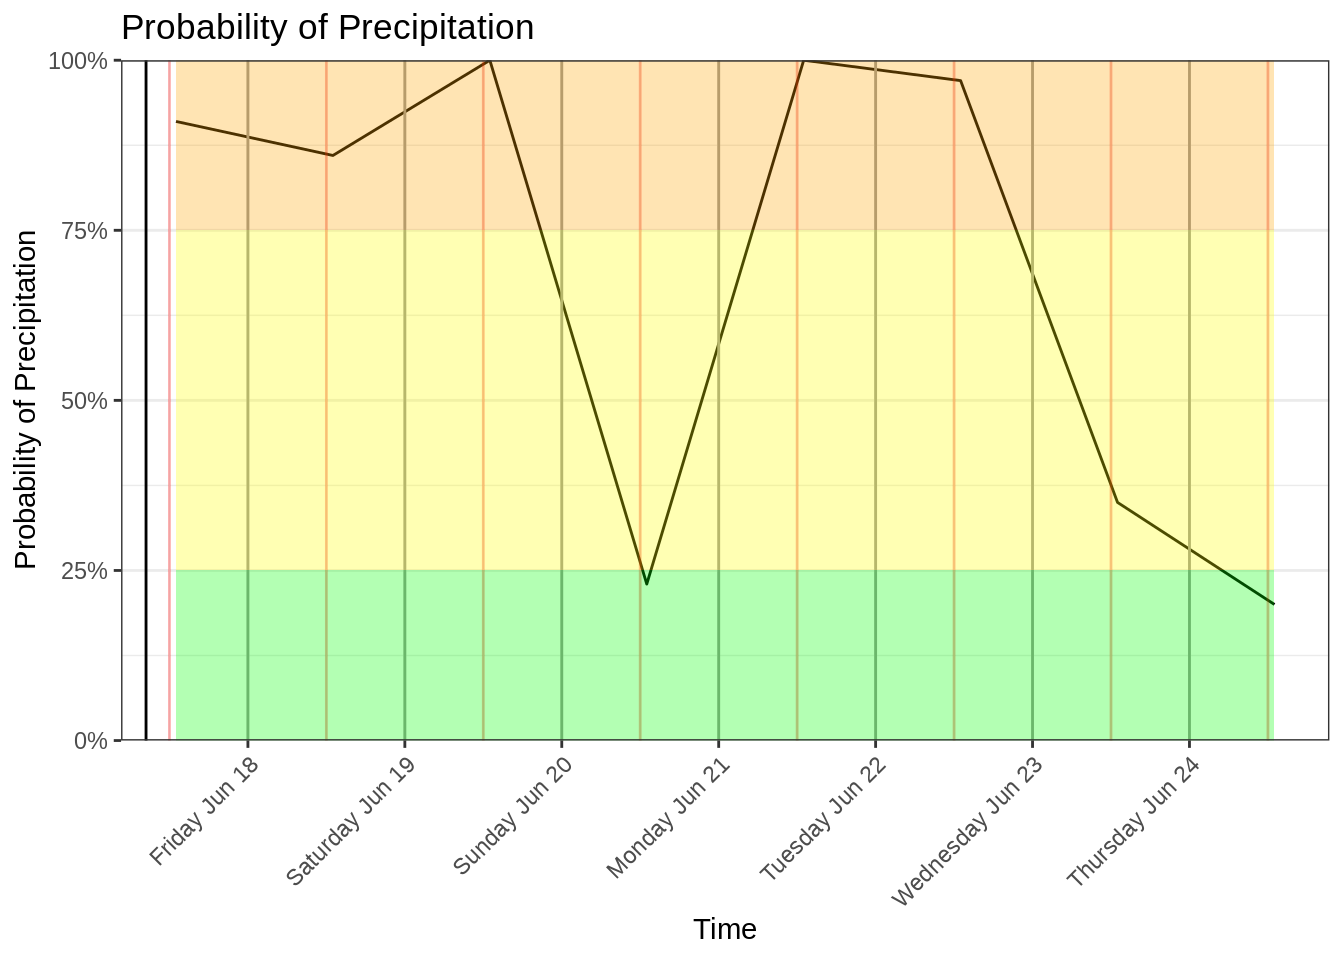 Probability of Precipitation
Probability of Precipitation
100%
75%
50%
25%
0%
Friday Jun 18
Saturday Jun 19
Sunday Jun 20
Monday Jun 21
Tuesday Jun 22
Wednesday Jun 23
Thursday Jun 24
Time